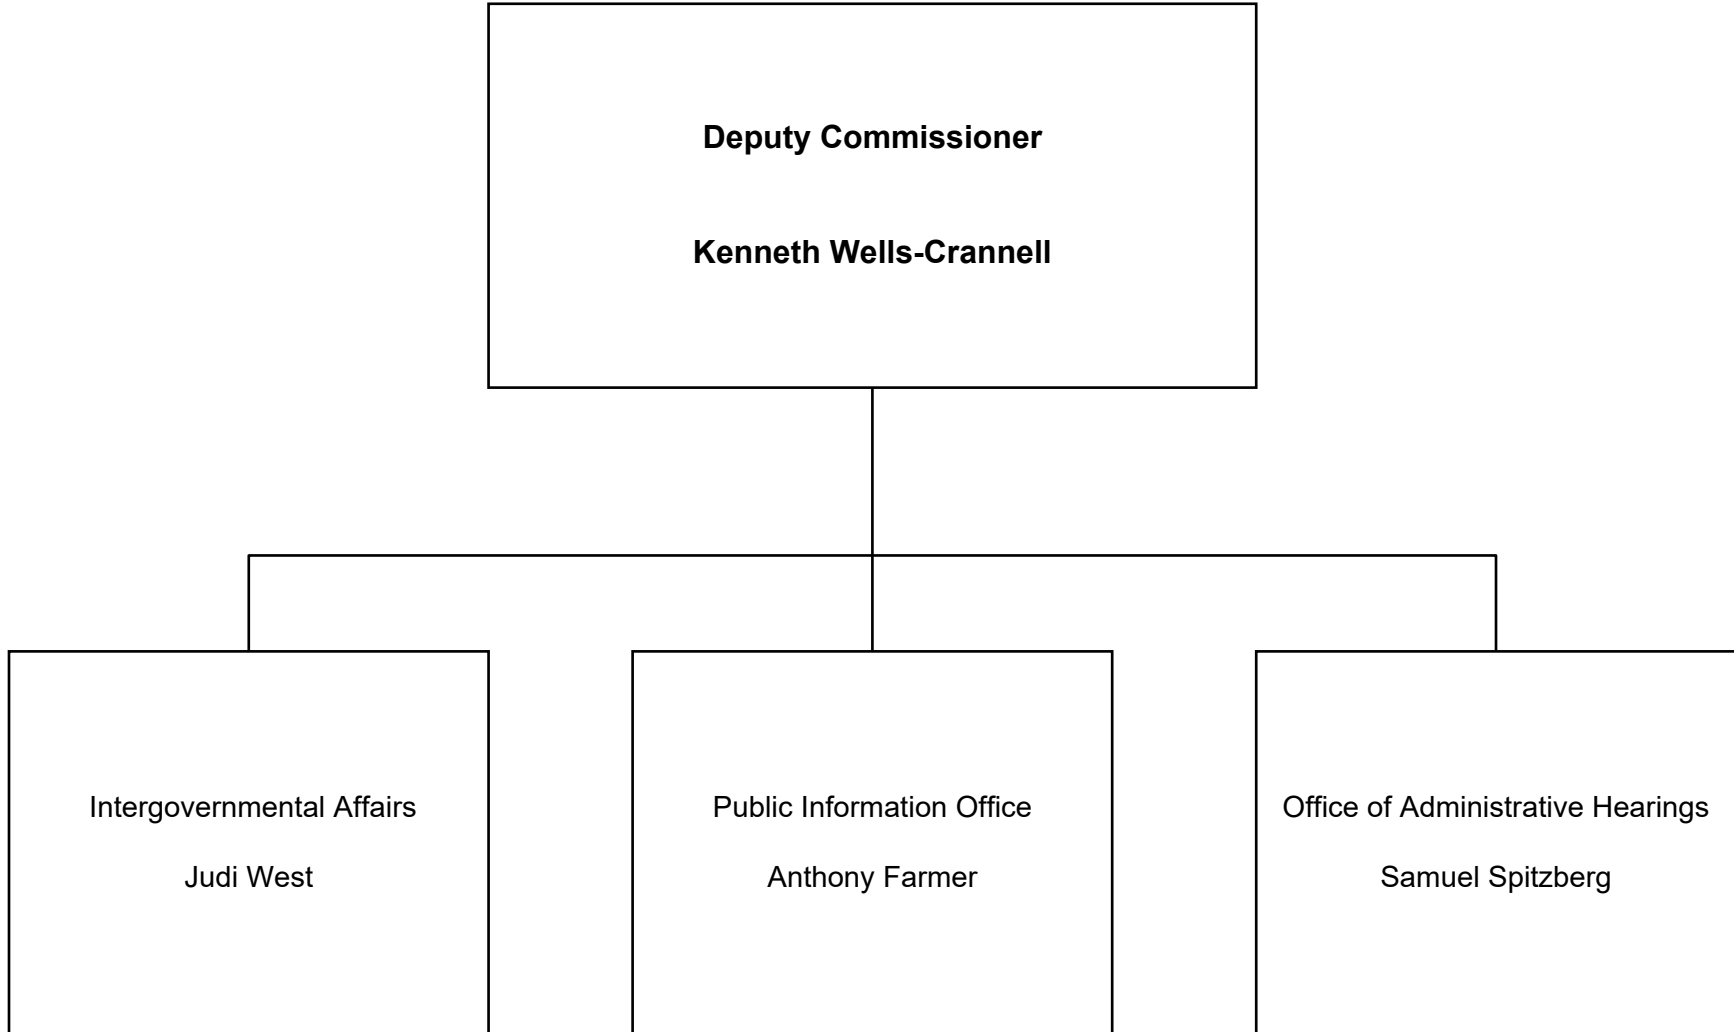 Deputy Commissioner
Kenneth Wells-Crannell
Intergovernmental Affairs
Judi West
Public Information Office
Anthony Farmer
Office of Administrative Hearings
Samuel Spitzberg